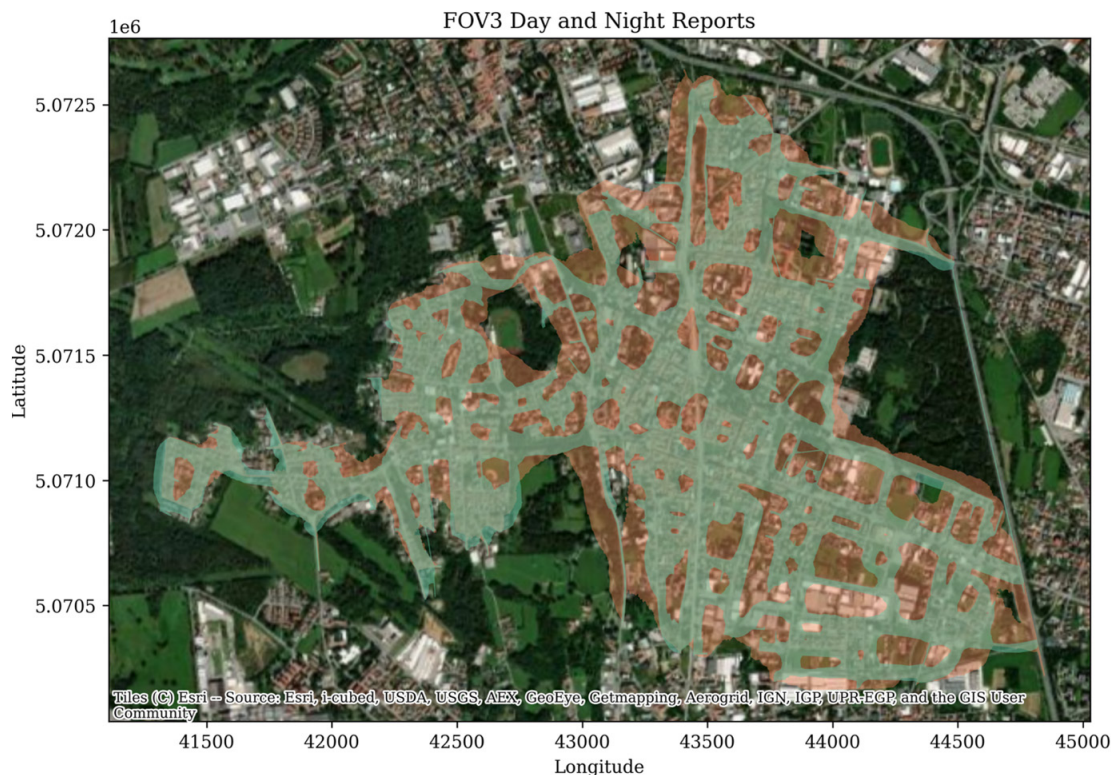 FOV3 Day and Night Reports
1e6
5.0725
5.0720
5.0715
5.0710
5.0705
Latitude
Tiles (C) Esri -- Source: Esri, i-cubed, USDA, USGS, AEX, GeoEye, Getmapping, Aerogrid, IGN, IGP, UPR-EGP, and the GIS User
Community
41500 42000 42500 43000 43500 44000 44500 45000
Longitude